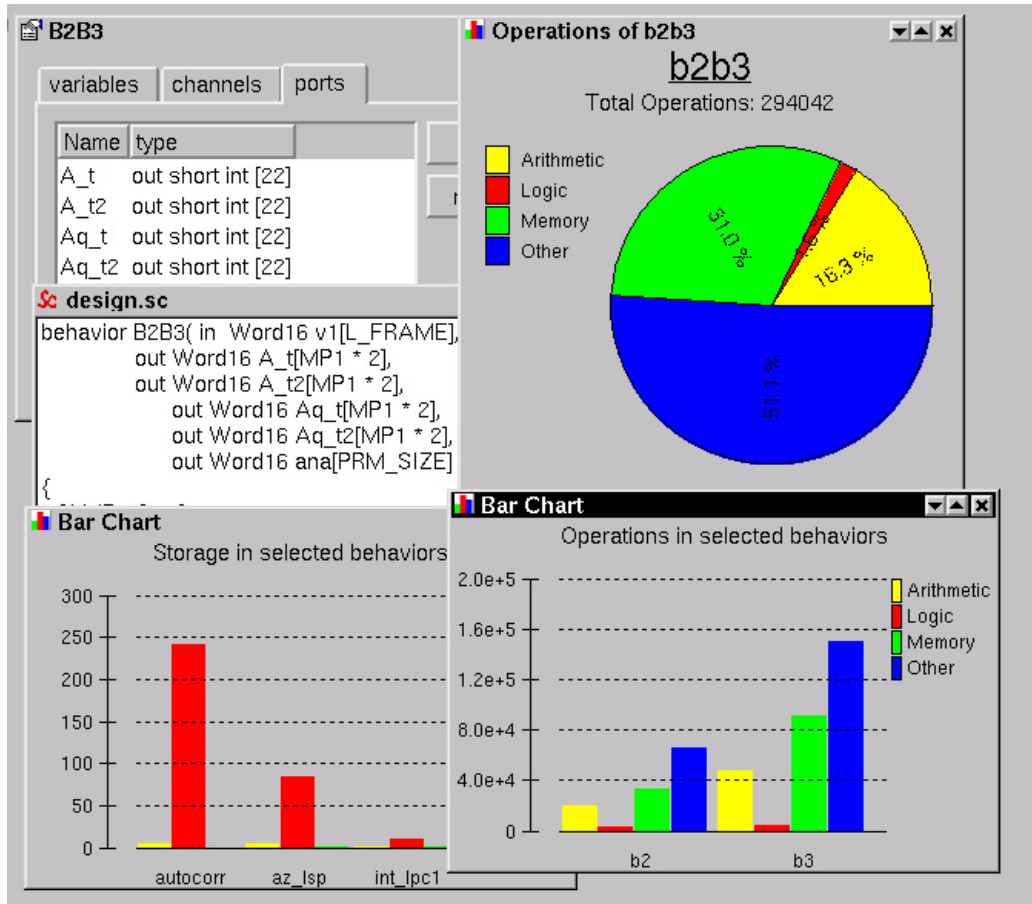 B2B3
variables channels ports
Name type
A_t out short int [22]
A_t2 out short int [22]
Aq_t out short int [22]
Aq_t2 out short int [22]
design.sc
behavior B2B3( in Word16 v1[L_FRAME],
out Word16 A_t[MP1 * 2],
out Word16 A_t2[MP1 * 2],
out Word16 Aq_t[MP1 * 2],
out Word16 Aq_t2[MP1 * 2],
out Word16 ana[PRM_SIZE]
{
Operations of b2b3
b2b3
Total Operations: 294042
Arithmetic
Logic
Memory
Other
31.0 %
16.3 %
51.1 %
Bar Chart
Storage in selected behaviors
300
250
200
150
100
50
0
autocorr az_lsp int_lpc1
Bar Chart
Operations in selected behaviors
2.0e+5
1.6e+5
1.2e+5
8.0e+4
4.0e+4
0
b2 b3
Arithmetic
Logic
Memory
Other